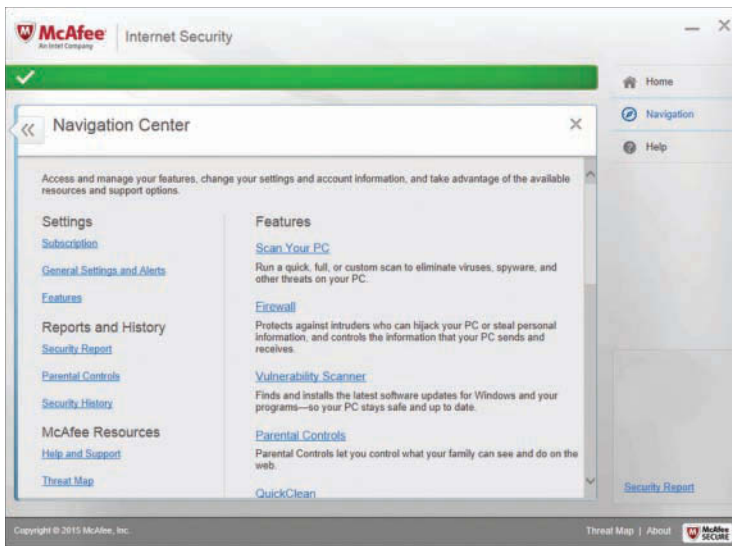 McAfee
An Intel Company
Internet Security
Home
Navigation
Help
Navigation Center
Access and manage your features, change your settings and account information, and take advantage of the available
resources and support options.
Settings
Subscription
General Settings and Alerts
Features
Reports and History
Security Report
Parental Controls
Security History
McAfee Resources
Help and Support
Threat Map
Features
Scan Your PC
Run a quick, full, or custom scan to eliminate viruses, spyware, and
other threats on your PC.
Firewall
Protects against intruders who can hijack your PC or steal personal
information, and controls the information that your PC sends and
receives.
Vulnerability Scanner
Finds and installs the latest software updates for Windows and your
programs—so your PC stays safe and up to date.
Parental Controls
Parental Controls let you control what your family can see and do on the
web.
QuickClean
Security Report
Copyright © 2015 McAfee, Inc.
Threat Map | About
McAfee
SECURE